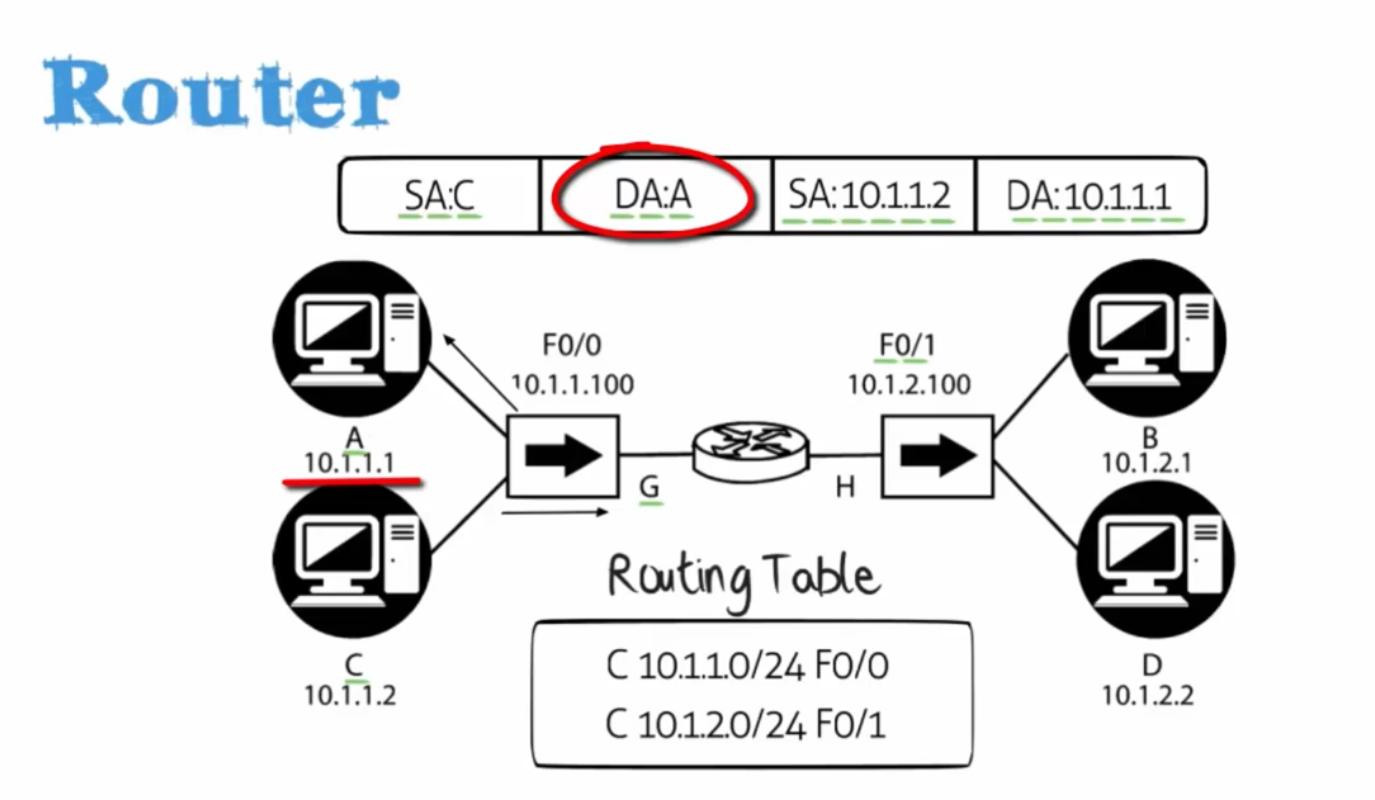 Router
SA:C DA:A SA:10.1.1.2 DA:10.1.1.1
F0/0
10.1.1.100
F0/1
10.1.2.100
A
10.1.1.1
B
10.1.2.1
G
H
Routing Table
C 10.1.1.0/24 F0/0
C 10.1.2.0/24 F0/1
C
10.1.1.2
D
10.1.2.2